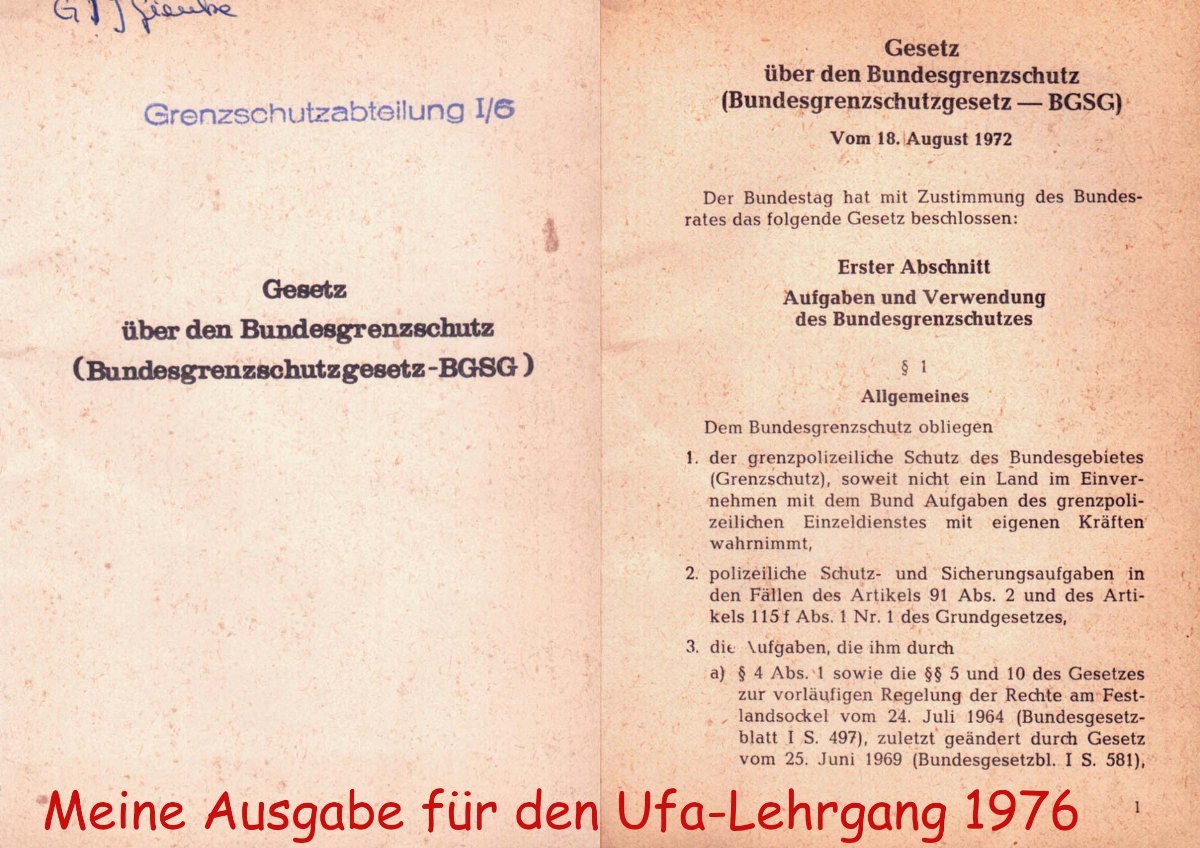 Grenzschutzabteilung I/6
Gesetz
über den Bundesgrenzschutz
(Bundesgrenzschutzgesetz-BGSG)
Gesetz
über den Bundesgrenzschutz
(Bundesgrenzschutzgesetz — BGSG)
Vom 18. August 1972
Der Bundestag hat mit Zustimmung des Bundes-
rates das folgende Gesetz beschlossen:
Erster Abschnitt
Aufgaben und Verwendung
des Bundesgrenzschutzes
§ 1
Allgemeines
Dem Bundesgrenzschutz obliegen
1. der grenzpolizeiliche Schutz des Bundesgebietes
(Grenzschutz), soweit nicht ein Land im Einver-
nehmen mit dem Bund Aufgaben des grenzpoli-
zeilichen Einzeldienstes mit eigenen Kräften
wahrnimmt,
2. polizeiliche Schutz- und Sicherungsaufgaben in
den Fällen des Artikels 91 Abs. 2 und des Arti-
kels 115 f Abs. 1 Nr. 1 des Grundgesetzes,
3. die Aufgaben, die ihm durch
a) § 4 Abs. 1 sowie die §§ 5 und 10 des Gesetzes
zur vorläufigen Regelung der Rechte am Fest-
landsockel vom 24. Juli 1964 (Bundesgesetz-
blatt I S. 497), zuletzt geändert durch Gesetz
vom 25. Juni 1969 (Bundesgesetzbl. I S. 581),
1
Meine Ausgabe für den Ufa-Lehrgang 1976